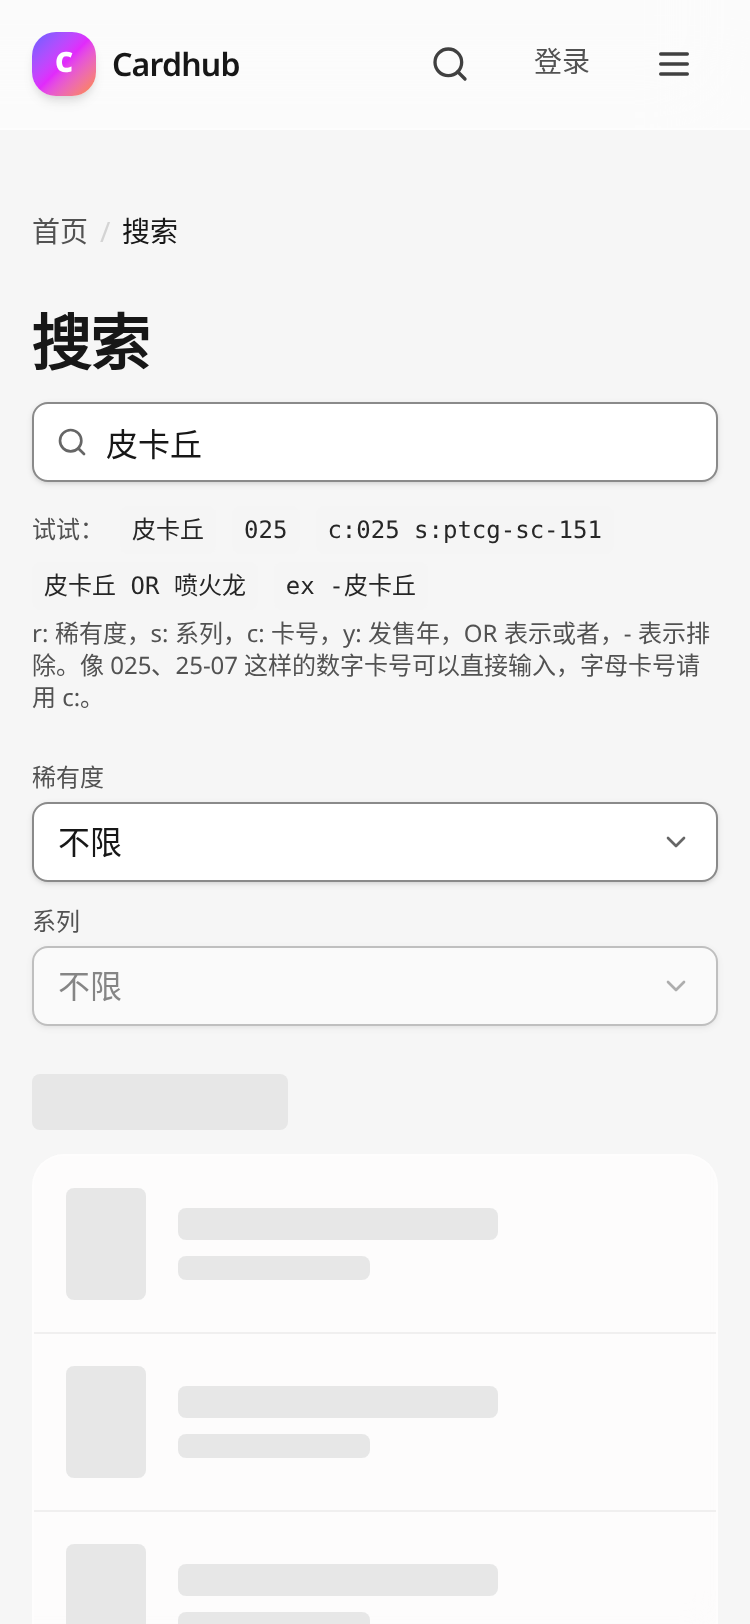 C Cardhub 登录
首页 / 搜索
搜索
皮卡丘
试试： 皮卡丘 025 c:025 s:ptcg-sc-151
皮卡丘 OR 喷火龙 ex -皮卡丘
r: 稀有度，s: 系列，c: 卡号，y: 发售年，OR 表示或者，- 表示排
除。像 025、25-07 这样的数字卡号可以直接输入，字母卡号请
用 c:。
稀有度
不限
系列
不限